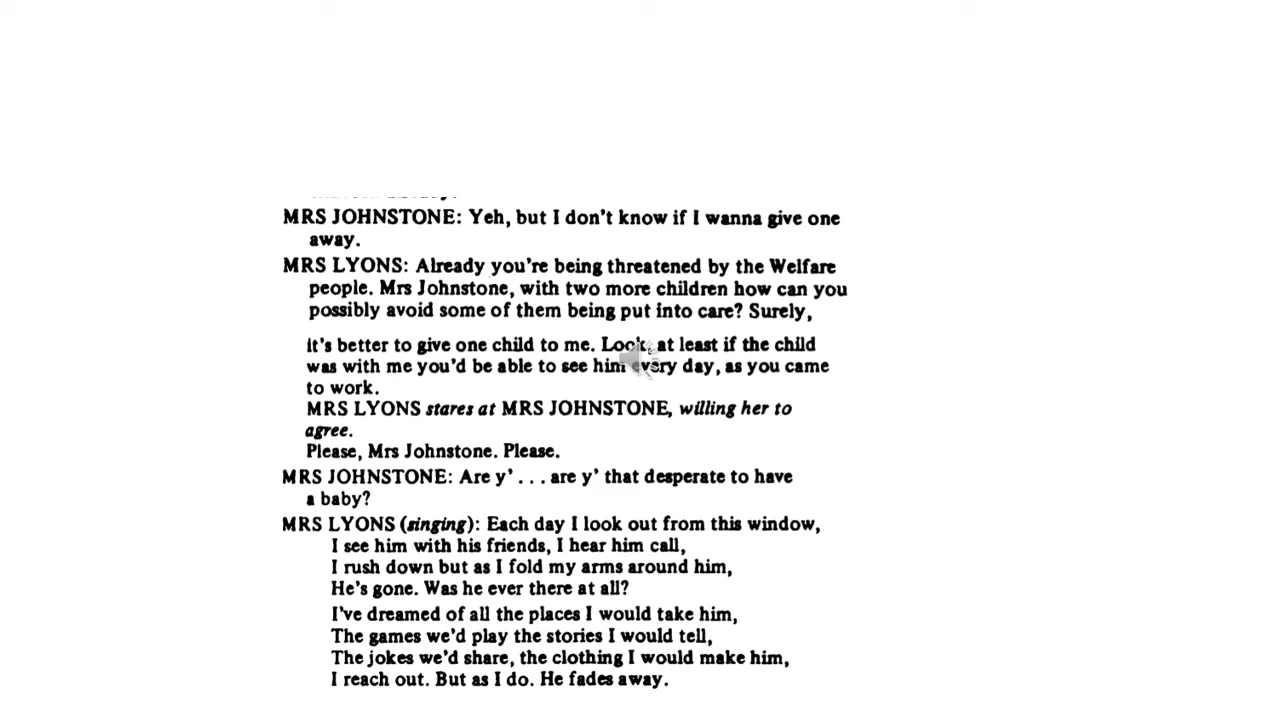 MRS JOHNSTONE: Yeh, but I don't know if I wanna give one
away.
MRS LYONS: Already you're being threatened by the Welfare
people. Mrs Johnstone, with two more children how can you
possibly avoid some of them being put into care? Surely,
it's better to give one child to me. Look, at least if the child
was with me you'd be able to see him every day, as you came
to work.
MRS LYONS stares at MRS JOHNSTONE, willing her to
agree.
Please, Mrs Johnstone. Please.
MRS JOHNSTONE: Are y' . . . are y' that desperate to have
a baby?
MRS LYONS (singing): Each day I look out from this window,
I see him with his friends, I hear him call,
I rush down but as I fold my arms around him,
He's gone. Was he ever there at all?
I've dreamed of all the places I would take him,
The games we'd play the stories I would tell,
The jokes we'd share, the clothing I would make him,
I reach out. But as I do. He fades away.